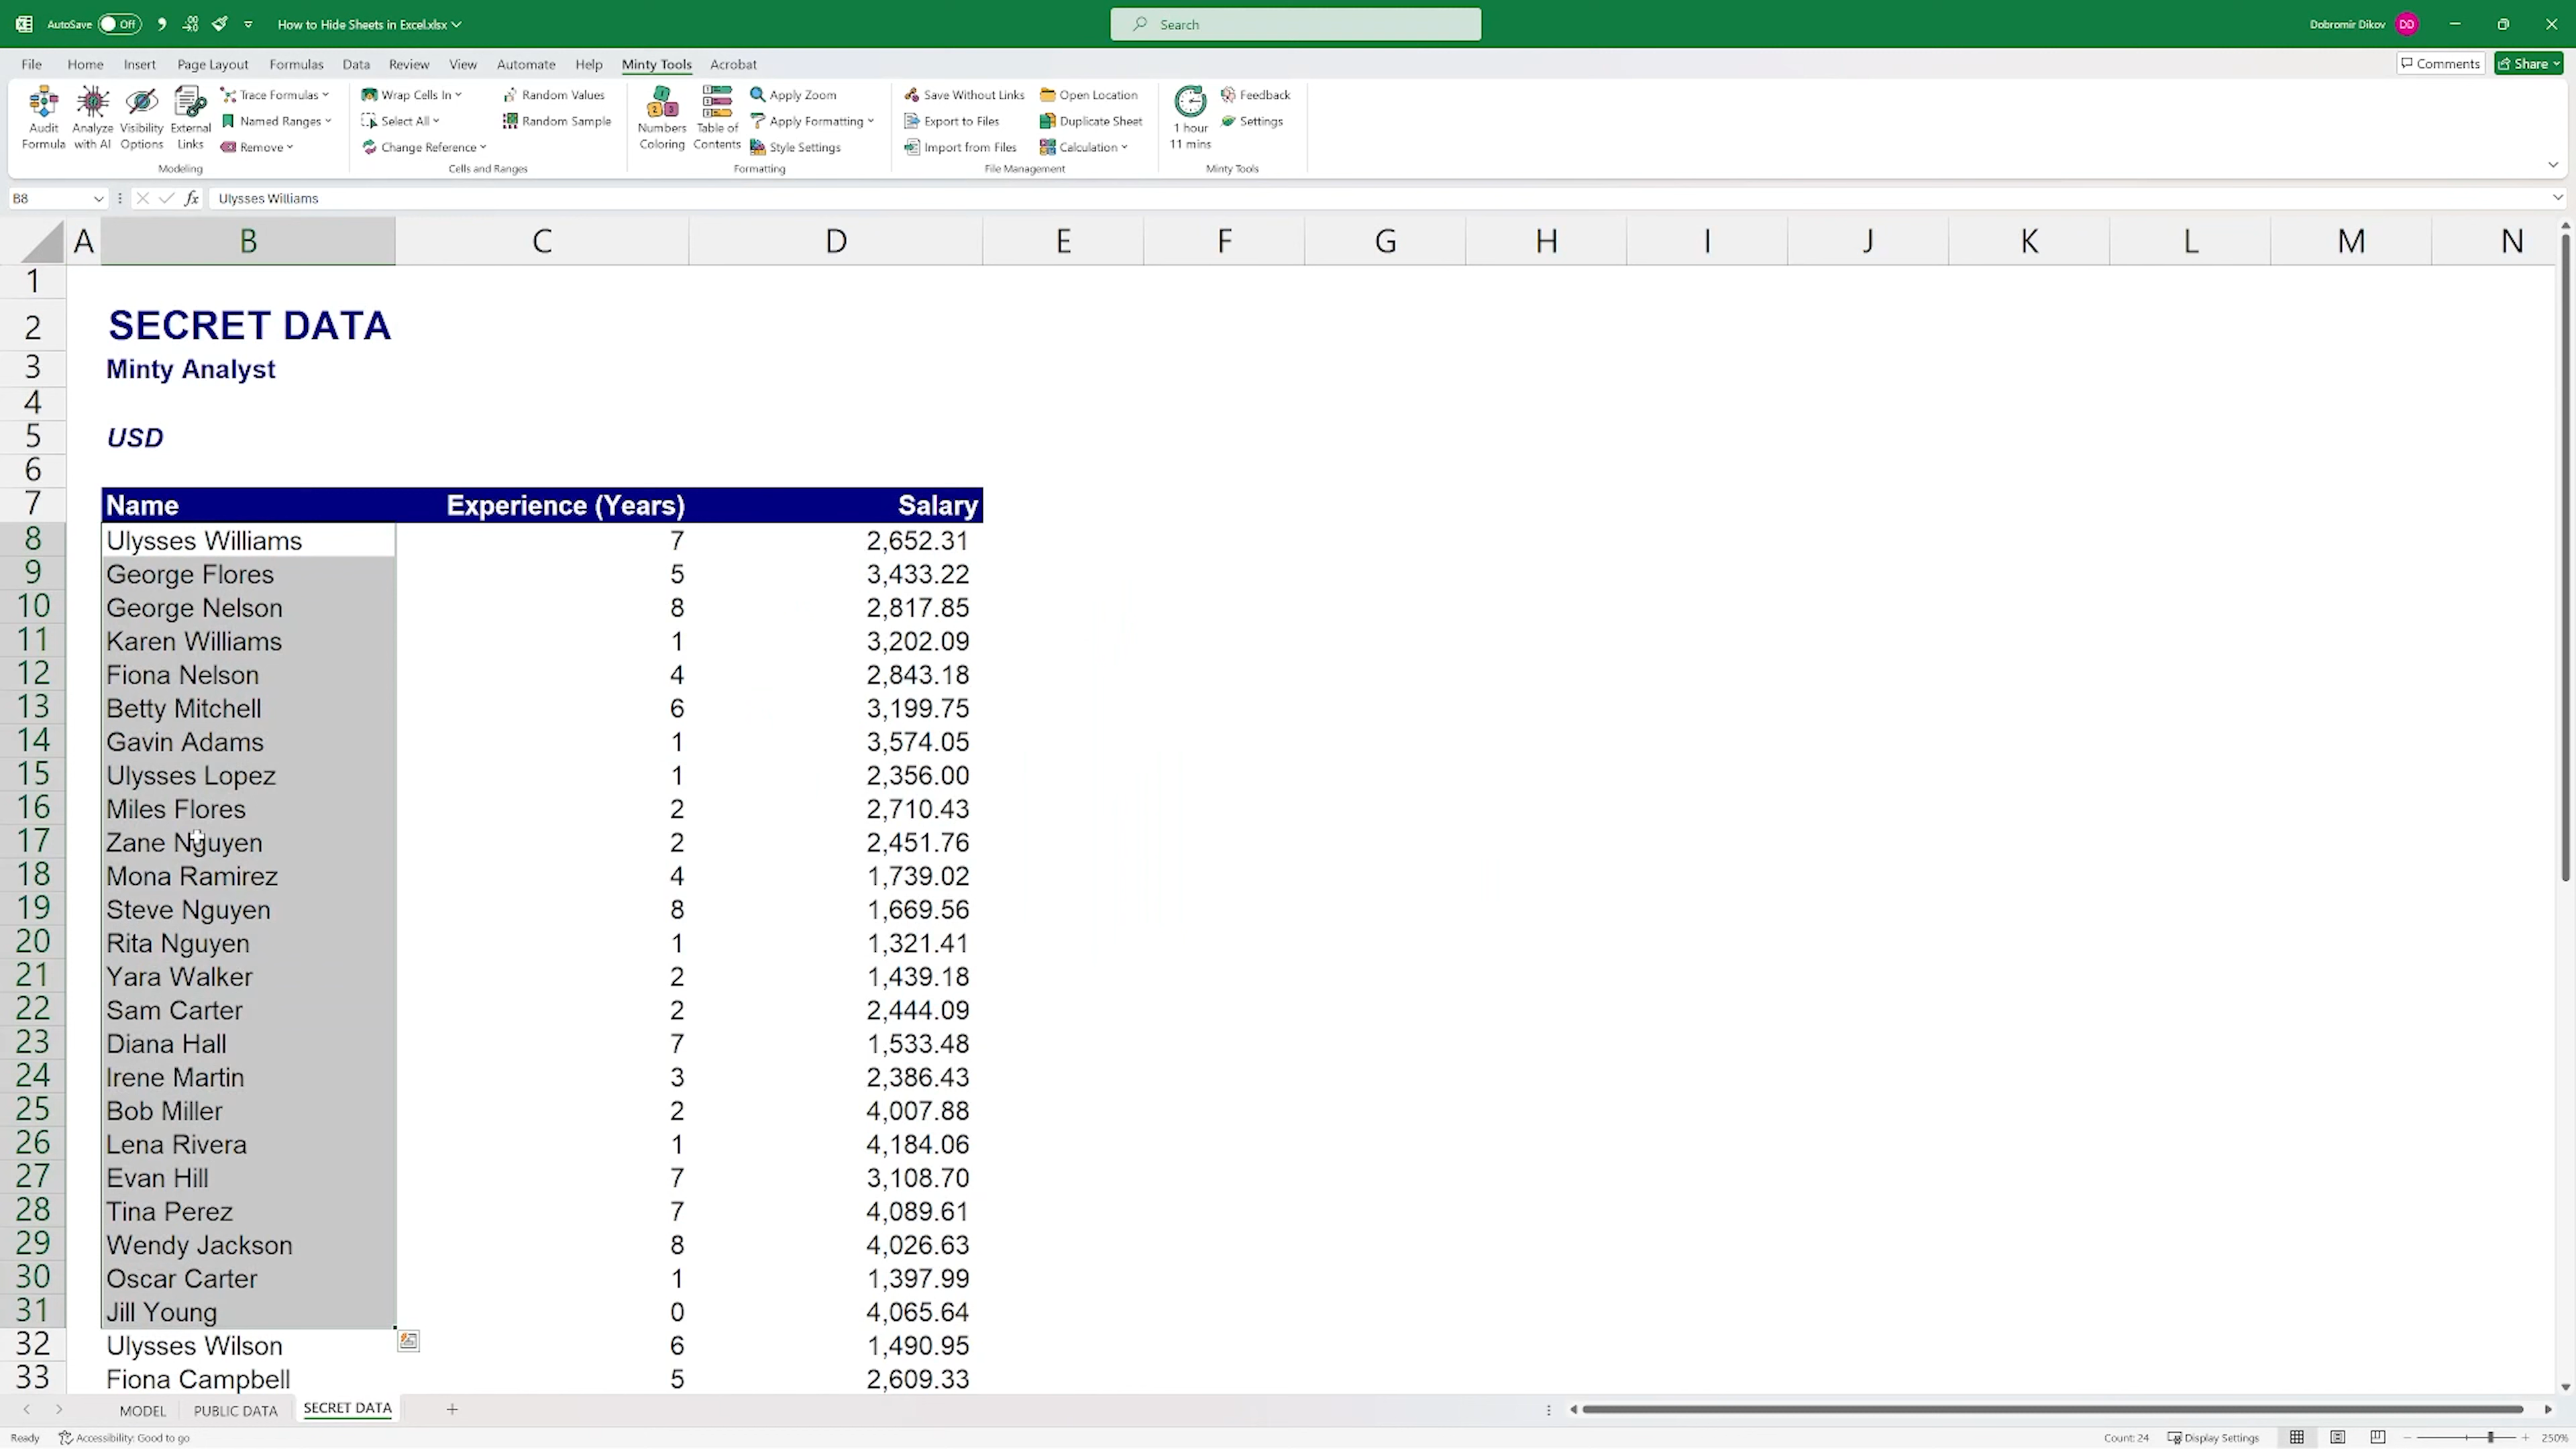 AutoSave Off How to Hide Sheets in Excel.xlsx Search Dobromir Dikov DD
File Home Insert Page Layout Formulas Data Review View Automate Help Minty Tools Acrobat Comments Share
Audit Formula Analyze with AI Visibility Options External Links Trace Formulas Named Ranges Remove
Modeling
Wrap Cells In Select All Change Reference Random Values Random Sample
Cells and Ranges
Numbers Coloring Table of Contents Apply Zoom Apply Formatting Style Settings
Formatting
Save Without Links Export to Files Import from Files Open Location Duplicate Sheet Calculation
File Management
1 hour 11 mins Feedback Settings
Minty Tools
B8 fx Ulysses Williams
A B C D E F G H I J K L M N
1
2 SECRET DATA
3 Minty Analyst
4
5 USD
6
7 Name Experience (Years) Salary
8 Ulysses Williams 7 2,652.31
9 George Flores 5 3,433.22
10 George Nelson 8 2,817.85
11 Karen Williams 1 3,202.09
12 Fiona Nelson 4 2,843.18
13 Betty Mitchell 6 3,199.75
14 Gavin Adams 1 3,574.05
15 Ulysses Lopez 1 2,356.00
16 Miles Flores 2 2,710.43
17 Zane Nguyen 2 2,451.76
18 Mona Ramirez 4 1,739.02
19 Steve Nguyen 8 1,669.56
20 Rita Nguyen 1 1,321.41
21 Yara Walker 2 1,439.18
22 Sam Carter 2 2,444.09
23 Diana Hall 7 1,533.48
24 Irene Martin 3 2,386.43
25 Bob Miller 2 4,007.88
26 Lena Rivera 1 4,184.06
27 Evan Hill 7 3,108.70
28 Tina Perez 7 4,089.61
29 Wendy Jackson 8 4,026.63
30 Oscar Carter 1 1,397.99
31 Jill Young 0 4,065.64
32 Ulysses Wilson 6 1,490.95
33 Fiona Campbell 5 2,609.33
MODEL PUBLIC DATA SECRET DATA
Ready Accessibility: Good to go Count: 24 Display Settings 250%